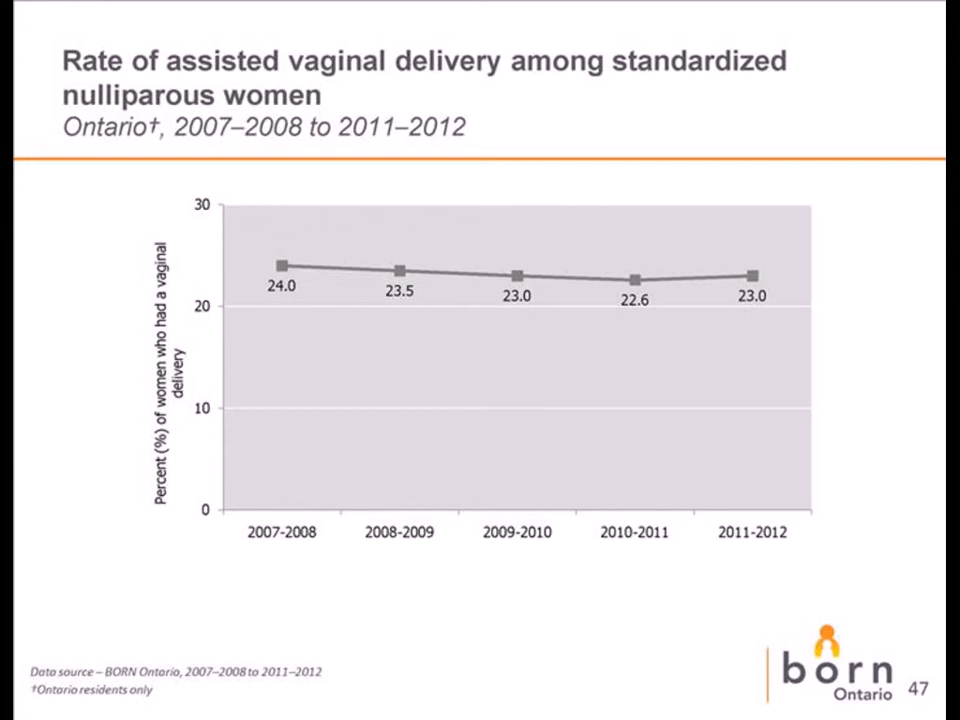 Rate of assisted vaginal delivery among standardized
nulliparous women
Ontario†, 2007–2008 to 2011–2012
30
20
10
0
Percent (%) of women who had a vaginal
delivery
24.0
23.5
23.0
22.6
23.0
2007-2008
2008-2009
2009-2010
2010-2011
2011-2012
Data source – BORN Ontario, 2007–2008 to 2011–2012
†Ontario residents only
born
Ontario
47